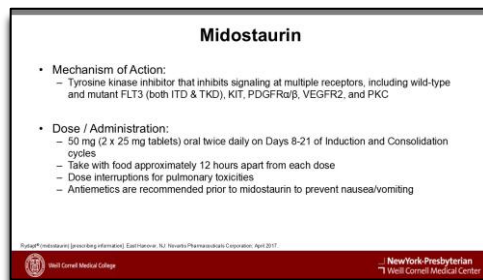 Midostaurin
• Mechanism of Action:
– Tyrosine kinase inhibitor that inhibits signaling at multiple receptors, including wild-type
and mutant FLT3 (both ITD & TKD), KIT, PDGFRα/β, VEGFR2, and PKC
• Dose / Administration:
– 50 mg (2 x 25 mg tablets) oral twice daily on Days 8-21 of Induction and Consolidation
cycles
– Take with food approximately 12 hours apart from each dose
– Dose interruptions for pulmonary toxicities
– Antiemetics are recommended prior to midostaurin to prevent nausea/vomiting
Rydapt® (midostaurin) [prescribing information]. East Hanover, NJ: Novartis Pharmaceuticals Corporation; April 2017.
Weill Cornell Medical College
NewYork-Presbyterian
Weill Cornell Medical Center